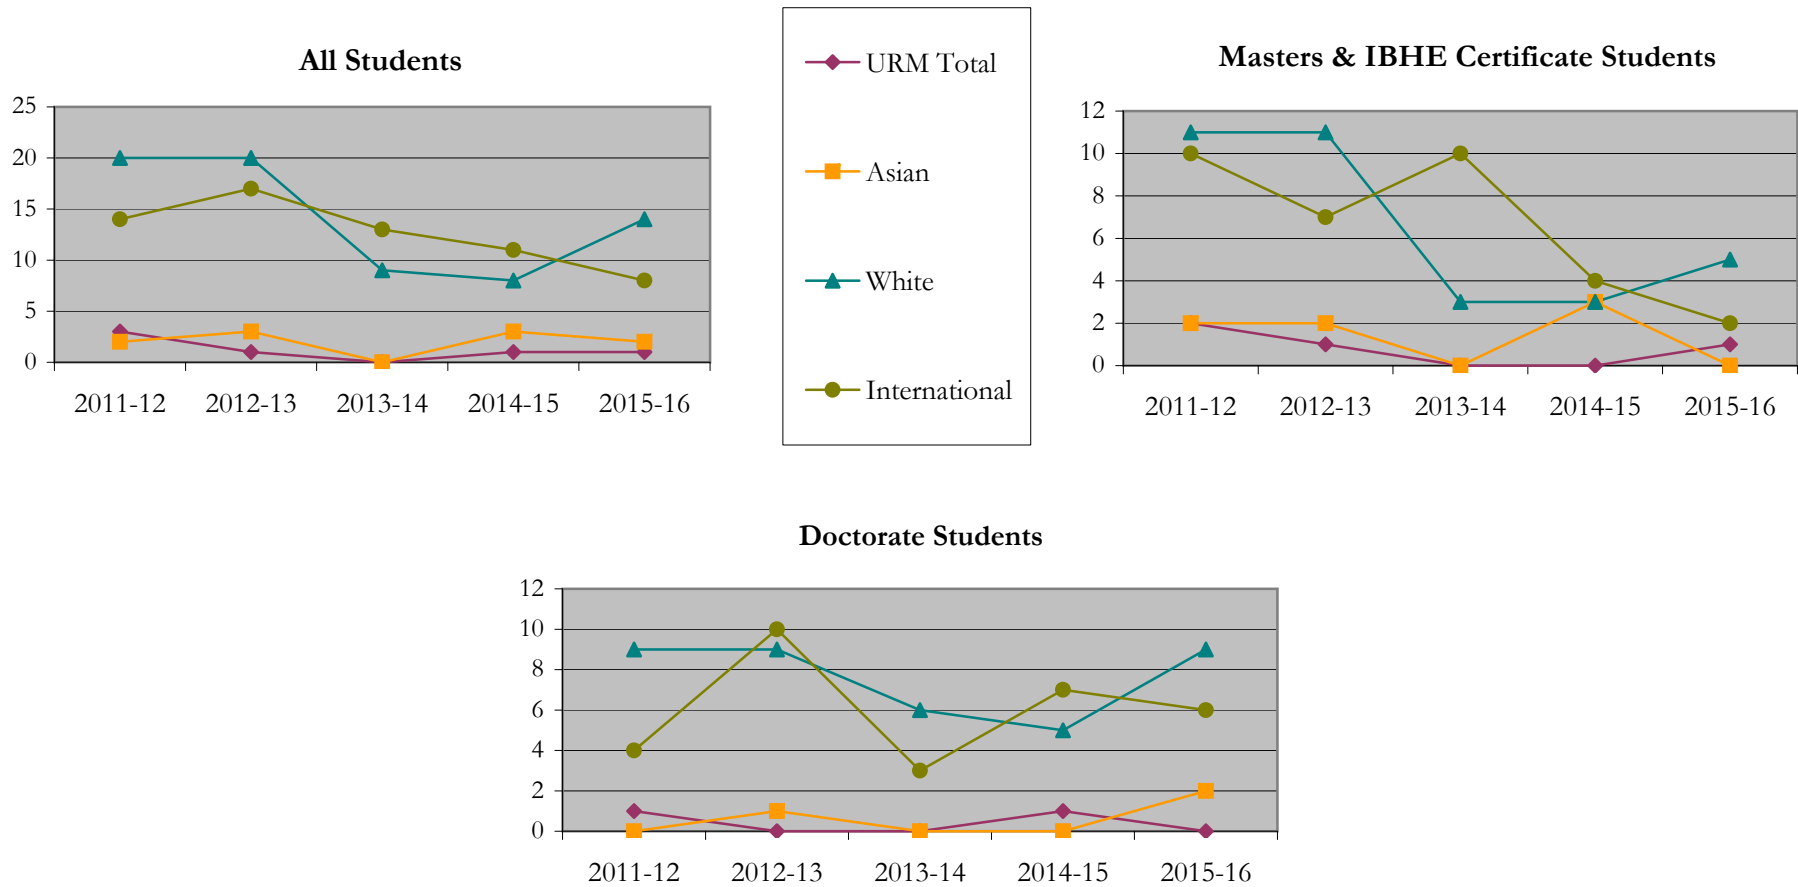 All Students
25
20
15
10
5
0
2011-12 2012-13 2013-14 2014-15 2015-16
URM Total
Asian
White
International
Masters & IBHE Certificate Students
12
10
8
6
4
2
0
2011-12 2012-13 2013-14 2014-15 2015-16
Doctorate Students
12
10
8
6
4
2
0
2011-12 2012-13 2013-14 2014-15 2015-16